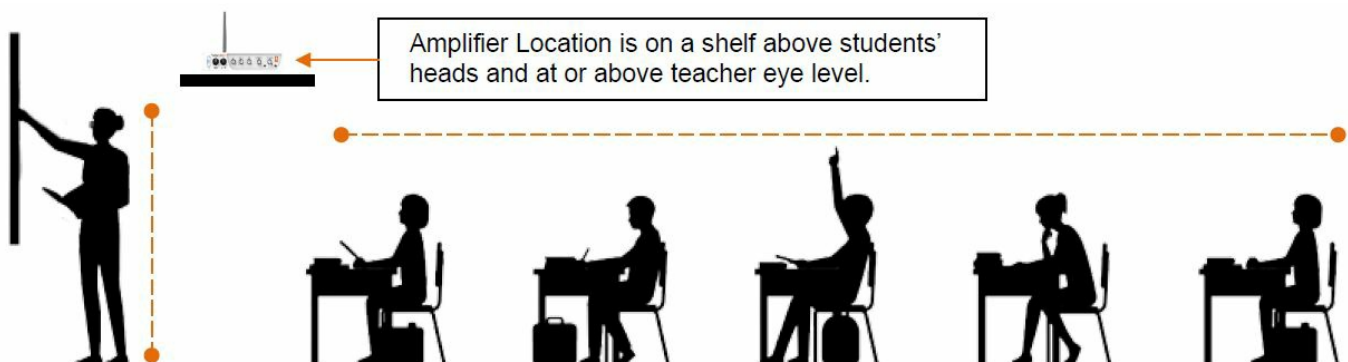 Amplifier Location is on a shelf above students’
heads and at or above teacher eye level.